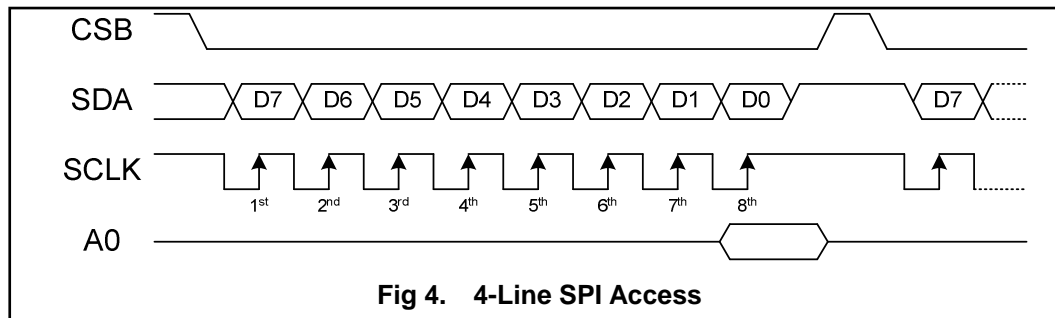 CSB
SDA D7 D6 D5 D4 D3 D2 D1 D0 D7
SCLK
1st 2nd 3rd 4th 5th 6th 7th 8th
A0
Fig 4. 4-Line SPI Access